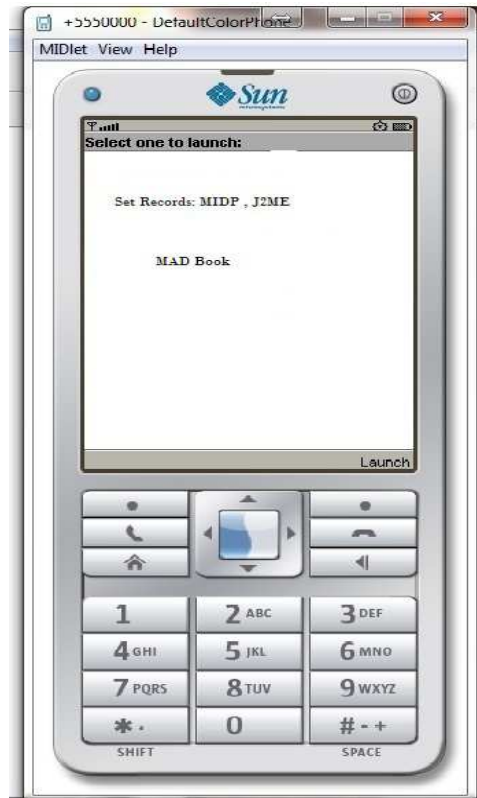 +5550000 - DefaultColorPhone
MIDlet View Help
Sun
microsystems
Select one to launch:
Set Records: MIDP , J2ME
MAD Book
Launch
1 2 ABC 3 DEF
4 GHI 5 JKL 6 MNO
7 PQRS 8 TUV 9 WXYZ
* . 0 # - +
SHIFT SPACE